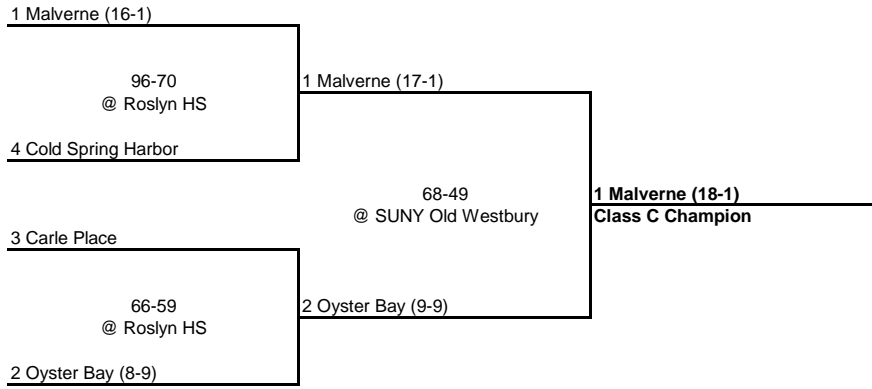 1 Malverne (16-1)
96-70
@ Roslyn HS
1 Malverne (17-1)
4 Cold Spring Harbor
68-49
@ SUNY Old Westbury
1 Malverne (18-1)
Class C Champion
3 Carle Place
66-59
@ Roslyn HS
2 Oyster Bay (9-9)
2 Oyster Bay (8-9)